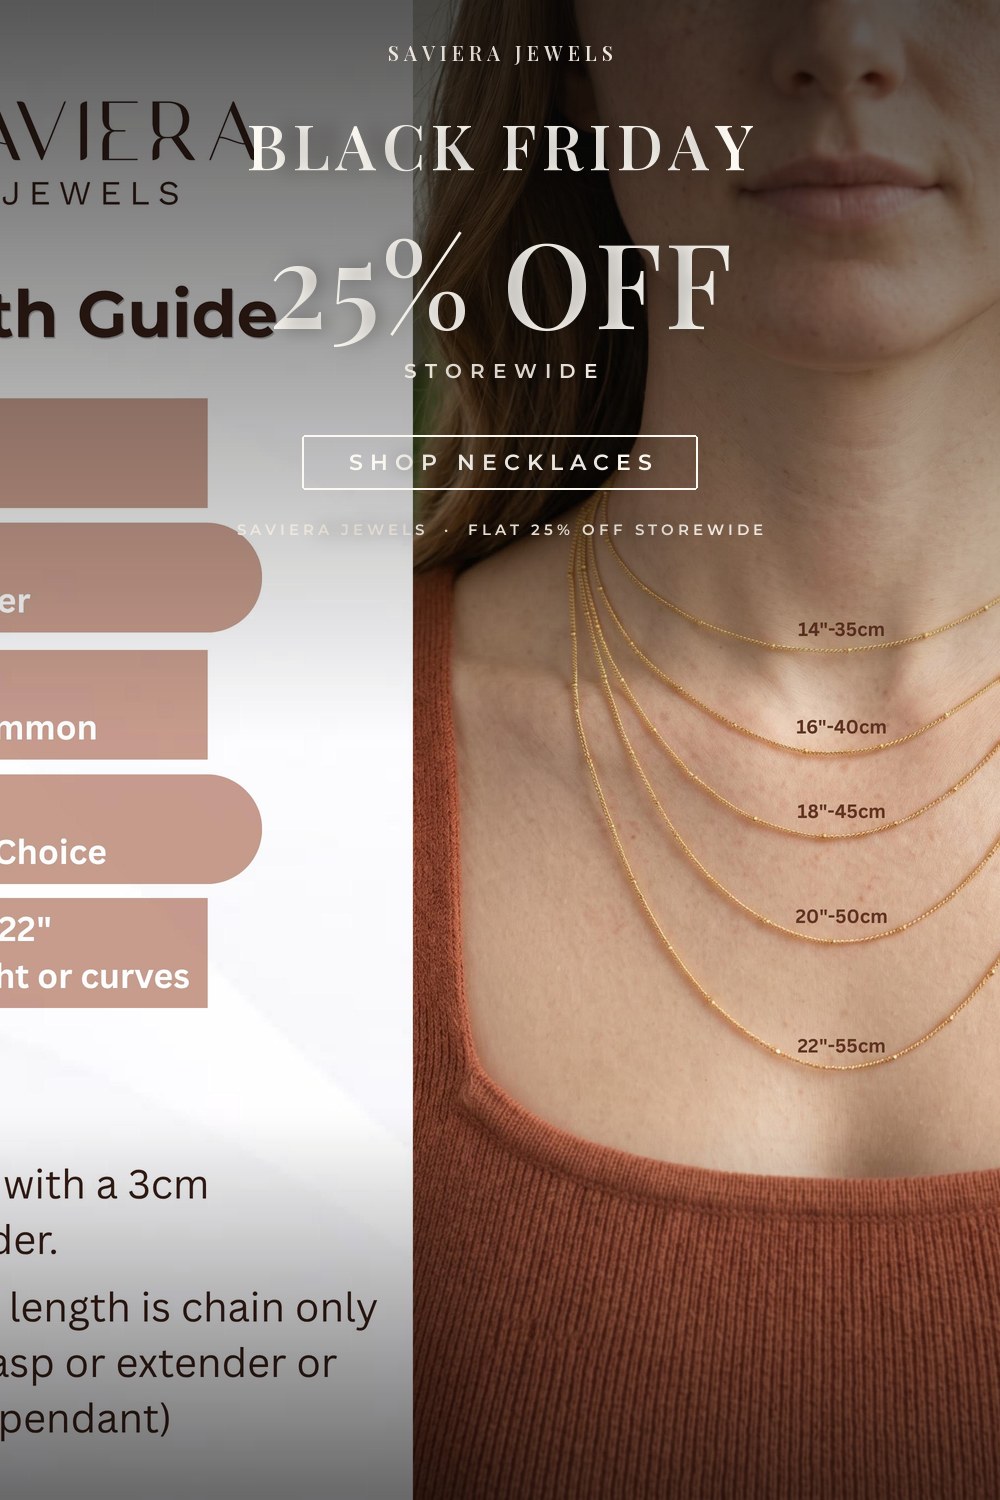 SAVIERA JEWELS
AVIERA
JEWELS
BLACK FRIDAY
25% OFF
STOREWIDE
SHOP NECKLACES
SAVIERA JEWELS · FLAT 25% OFF STOREWIDE
th Guide
er
mmon
Choice
22"
ht or curves
with a 3cm
der.
length is chain only
asp or extender or
pendant)
14"-35cm
16"-40cm
18"-45cm
20"-50cm
22"-55cm